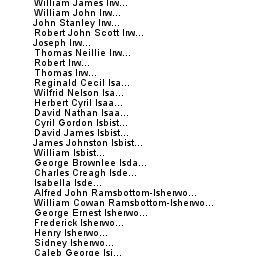 William James Irw...
William John Irw...
John Stanley Irw...
Robert John Scott Irw...
Joseph Irw...
Thomas Neillie Irw...
Robert Irw...
Thomas Irw...
Reginald Cecil Isa...
Wilfrid Nelson Isa...
Herbert Cyril Isaa...
David Nathan Isaa...
Cyril Gordon Isbist...
David James Isbist...
James Johnston Isbist...
William Isbist...
George Brownlee Isda...
Charles Creagh Isde...
Isabella Isde...
Alfred John Ramsbottom-Isherwo...
William Cowan Ramsbottom-Isherwo...
George Ernest Isherwo...
Frederick Isherwo...
Henry Isherwo...
Sidney Isherwo...
Caleb George Isi...